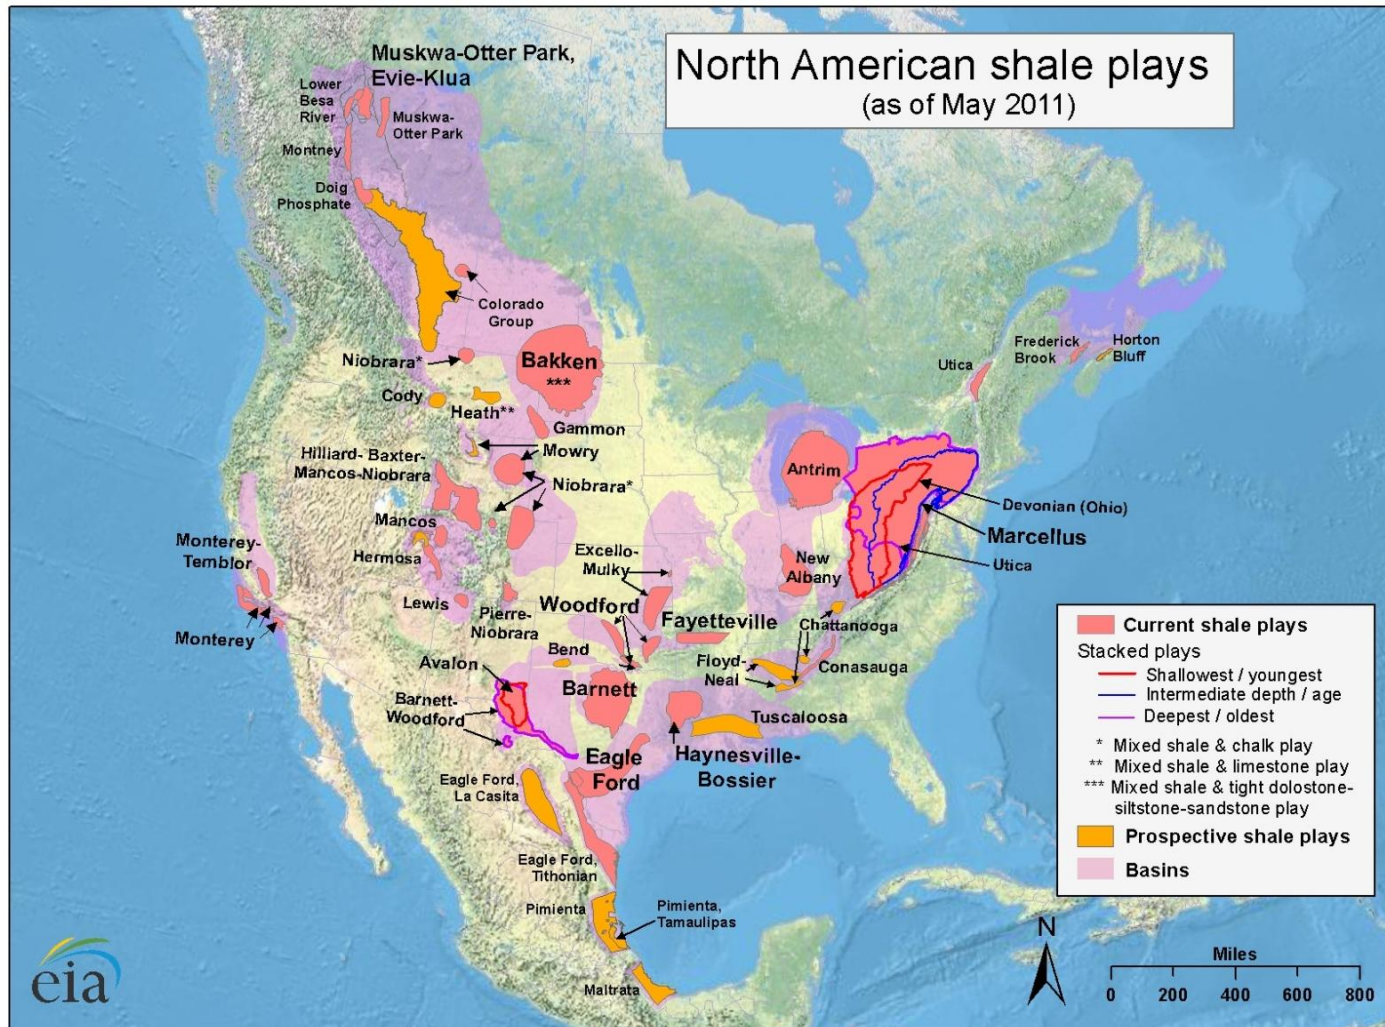 North American shale plays
(as of May 2011)
Muskwa-Otter Park,
Evie-Klua
Lower
Besa
River
Muskwa-
Otter Park
Montney
Doig
Phosphate
Colorado
Group
Niobrara*
Bakken
***
Cody
Heath**
Gammon
Mowry
Hilliard- Baxter-
Mancos-Niobrara
Niobrara*
Mancos
Hermosa
Monterey-
Temblor
Monterey
Lewis
Pierre-
Niobrara
Excello-
Mulky
Woodford
Fayetteville
New
Albany
Antrim
Utica
Frederick
Brook
Horton
Bluff
Devonian (Ohio)
Marcellus
Utica
Chattanooga
Floyd-
Neal
Conasauga
Bend
Avalon
Barnett
Barnett-
Woodford
Tuscaloosa
Haynesville-
Bossier
Eagle
Ford
Eagle Ford,
La Casita
Eagle Ford,
Tithonian
Pimienta
Pimienta,
Tamaulipas
Maltrata
Current shale plays
Stacked plays
Shallowest / youngest
Intermediate depth / age
Deepest / oldest
* Mixed shale & chalk play
** Mixed shale & limestone play
*** Mixed shale & tight dolostone-
siltstone-sandstone play
Prospective shale plays
Basins
N
Miles
0 200 400 600 800
eia